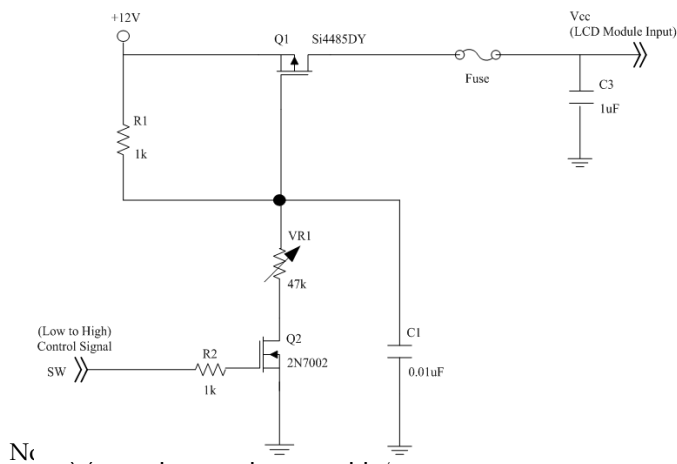 +12V
Q1
Si4485DY
Vcc
(LCD Module Input)
Fuse
C3
1uF
R1
1k
VR1
47k
(Low to High)
Control Signal
SW
R2
1k
Q2
2N7002
C1
0.01uF